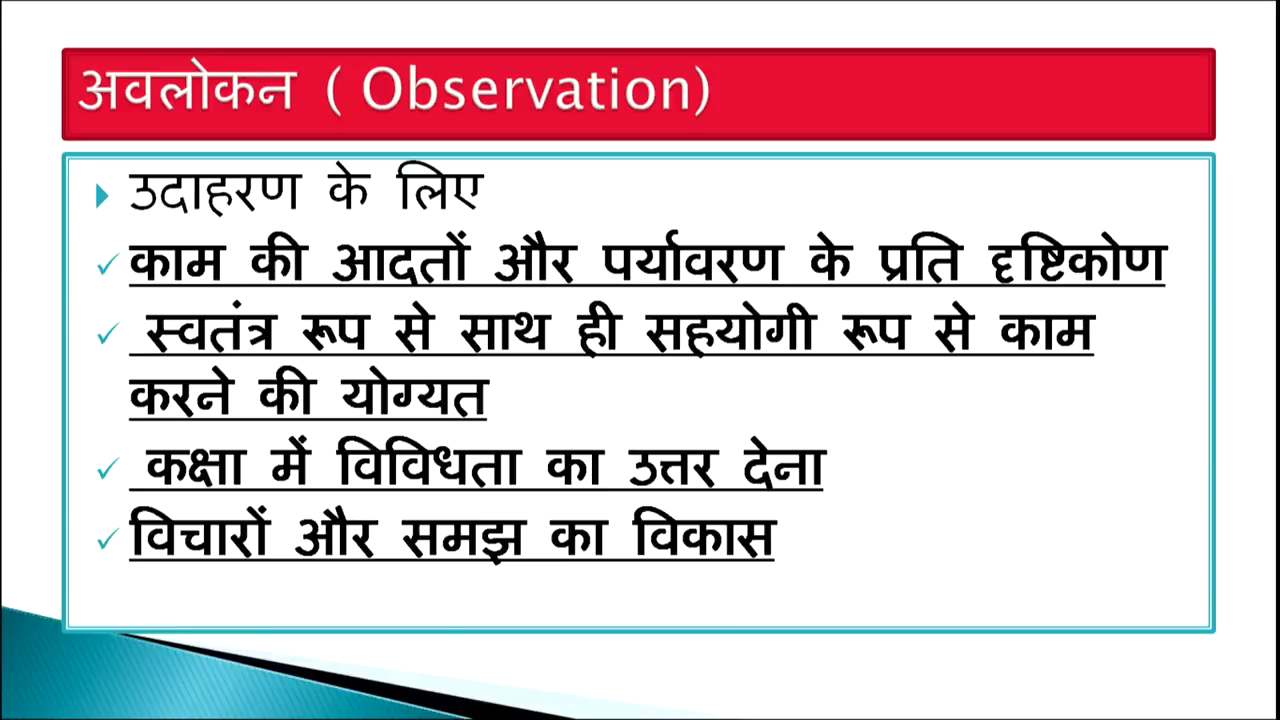 अवलोकन ( Observation)
उदाहरण के लिए
काम की आदतों और पर्यावरण के प्रति दृष्टिकोण
स्वतंत्र रूप से साथ ही सहयोगी रूप से काम
करने की योग्यत
कक्षा में विविधता का उत्तर देना
विचारों और समझ का विकास